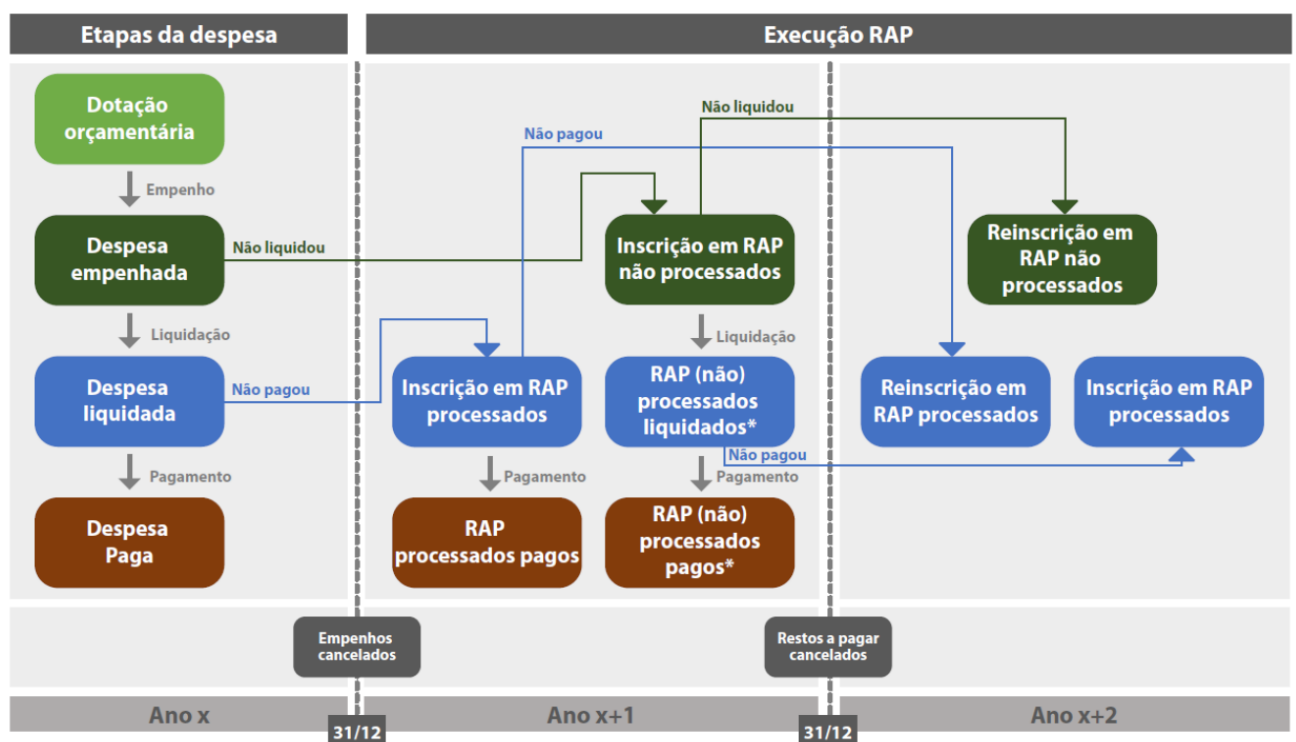 Etapas da despesa
Execução RAP
Dotação
orçamentária
Empenho
Despesa
empenhada
Não liquidou
Liquidação
Despesa
liquidada
Não pagou
Pagamento
Despesa
Paga
Não pagou
Não liquidou
Inscrição em RAP
não processados
Liquidação
Inscrição em RAP
processados
RAP (não)
processados
liquidados*
Não pagou
Pagamento
Pagamento
RAP
processados pagos
RAP (não)
processados
pagos*
Reinscrição em
RAP não
processados
Reinscrição em
RAP processados
Inscrição em RAP
processados
Empenhos
cancelados
Restos a pagar
cancelados
Ano x
31/12
Ano x+1
31/12
Ano x+2